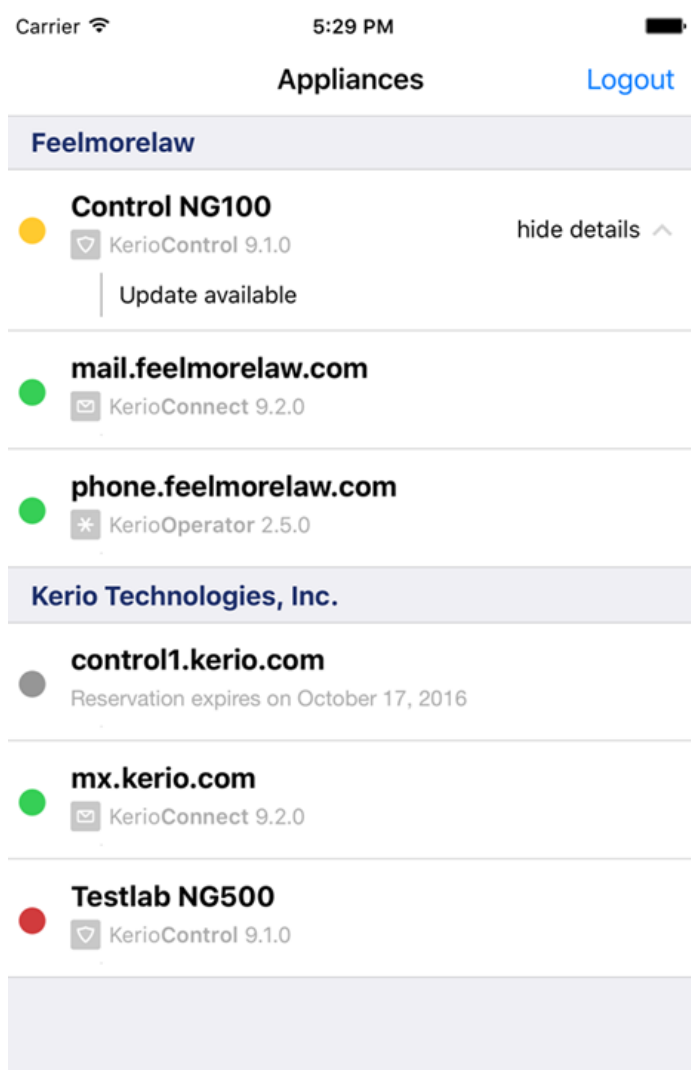 Carrier 5:29 PM
Appliances Logout
Feelmorelaw
Control NG100
KerioControl 9.1.0
hide details
Update available
mail.feelmorelaw.com
KerioConnect 9.2.0
phone.feelmorelaw.com
KerioOperator 2.5.0
Kerio Technologies, Inc.
control1.kerio.com
Reservation expires on October 17, 2016
mx.kerio.com
KerioConnect 9.2.0
Testlab NG500
KerioControl 9.1.0